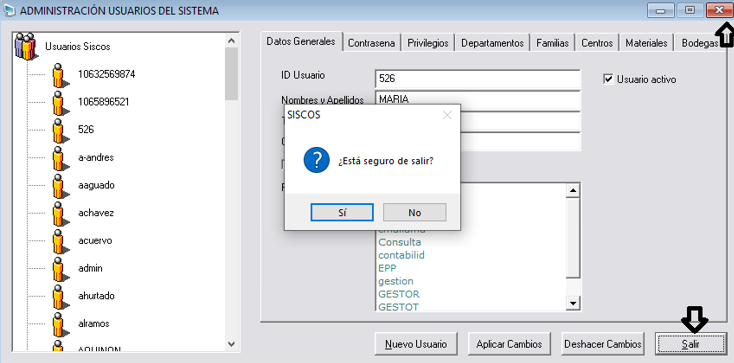 ADMINISTRACIÓN USUARIOS DEL SISTEMA
Usuarios Siscos
10632569874
1065896521
526
a-andres
aaguado
achavez
acuervo
admin
ahurtado
alramos
AQUINON
Datos Generales Contrasena Privilegios Departamentos Familias Centros Materiales Bodegas
ID Usuario 526 Usuario activo
Nombres y Apellidos MARIA
SISCOS
¿Está seguro de salir?
Sí No
Consulta
contabilid
EPP
gestion
GESTOR
GESTOT
Nuevo Usuario Aplicar Cambios Deshacer Cambios Salir